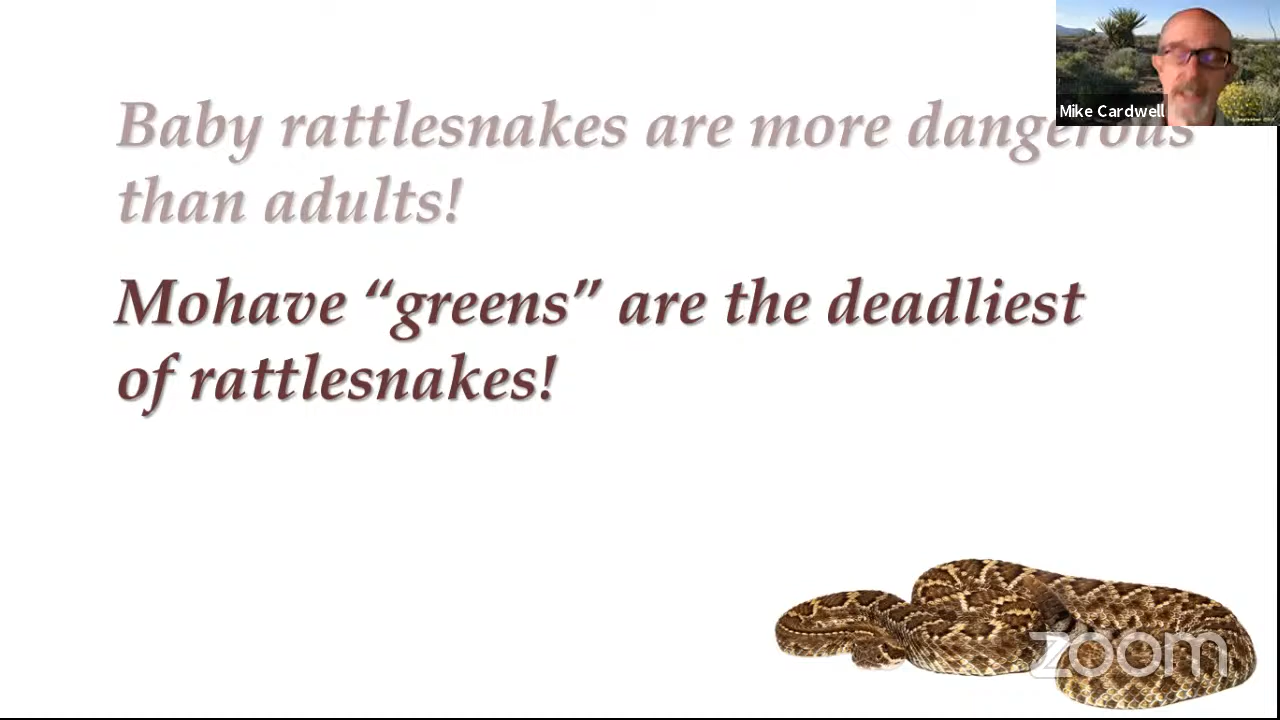 Baby rattlesnakes are more dangerous
than adults!
Mike Cardwell
Mohave “greens” are the deadliest
of rattlesnakes!
zoom